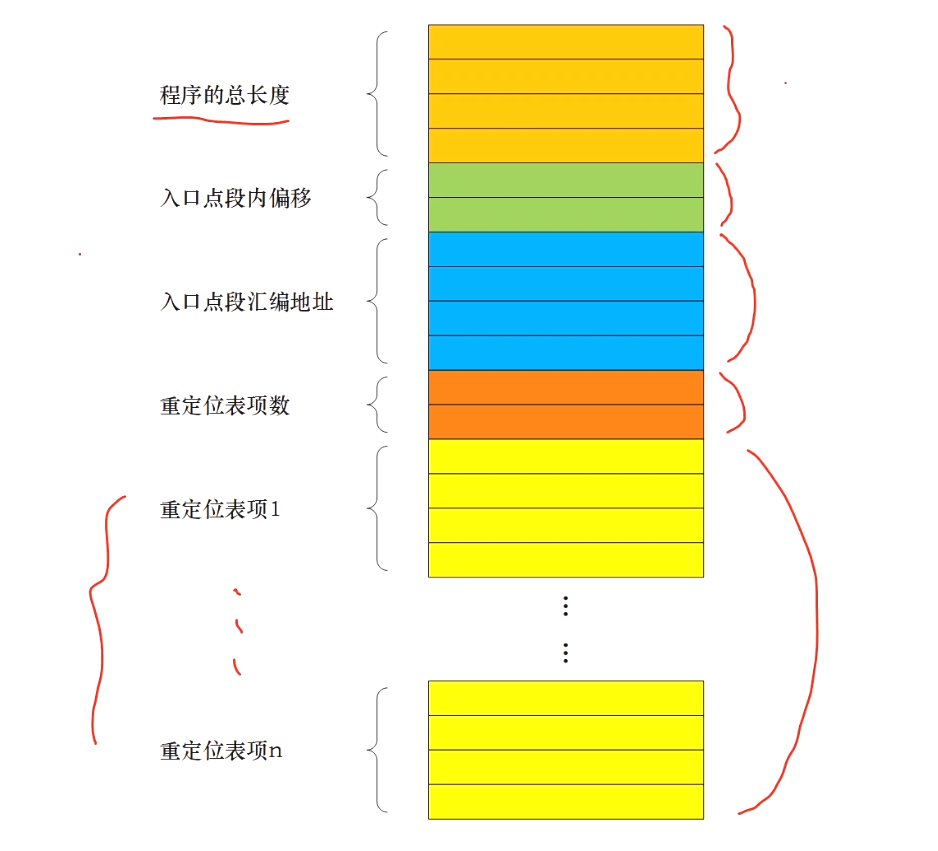 程序的总长度
入口点段内偏移
入口点段汇编地址
重定位表项数
重定位表项1
重定位表项n